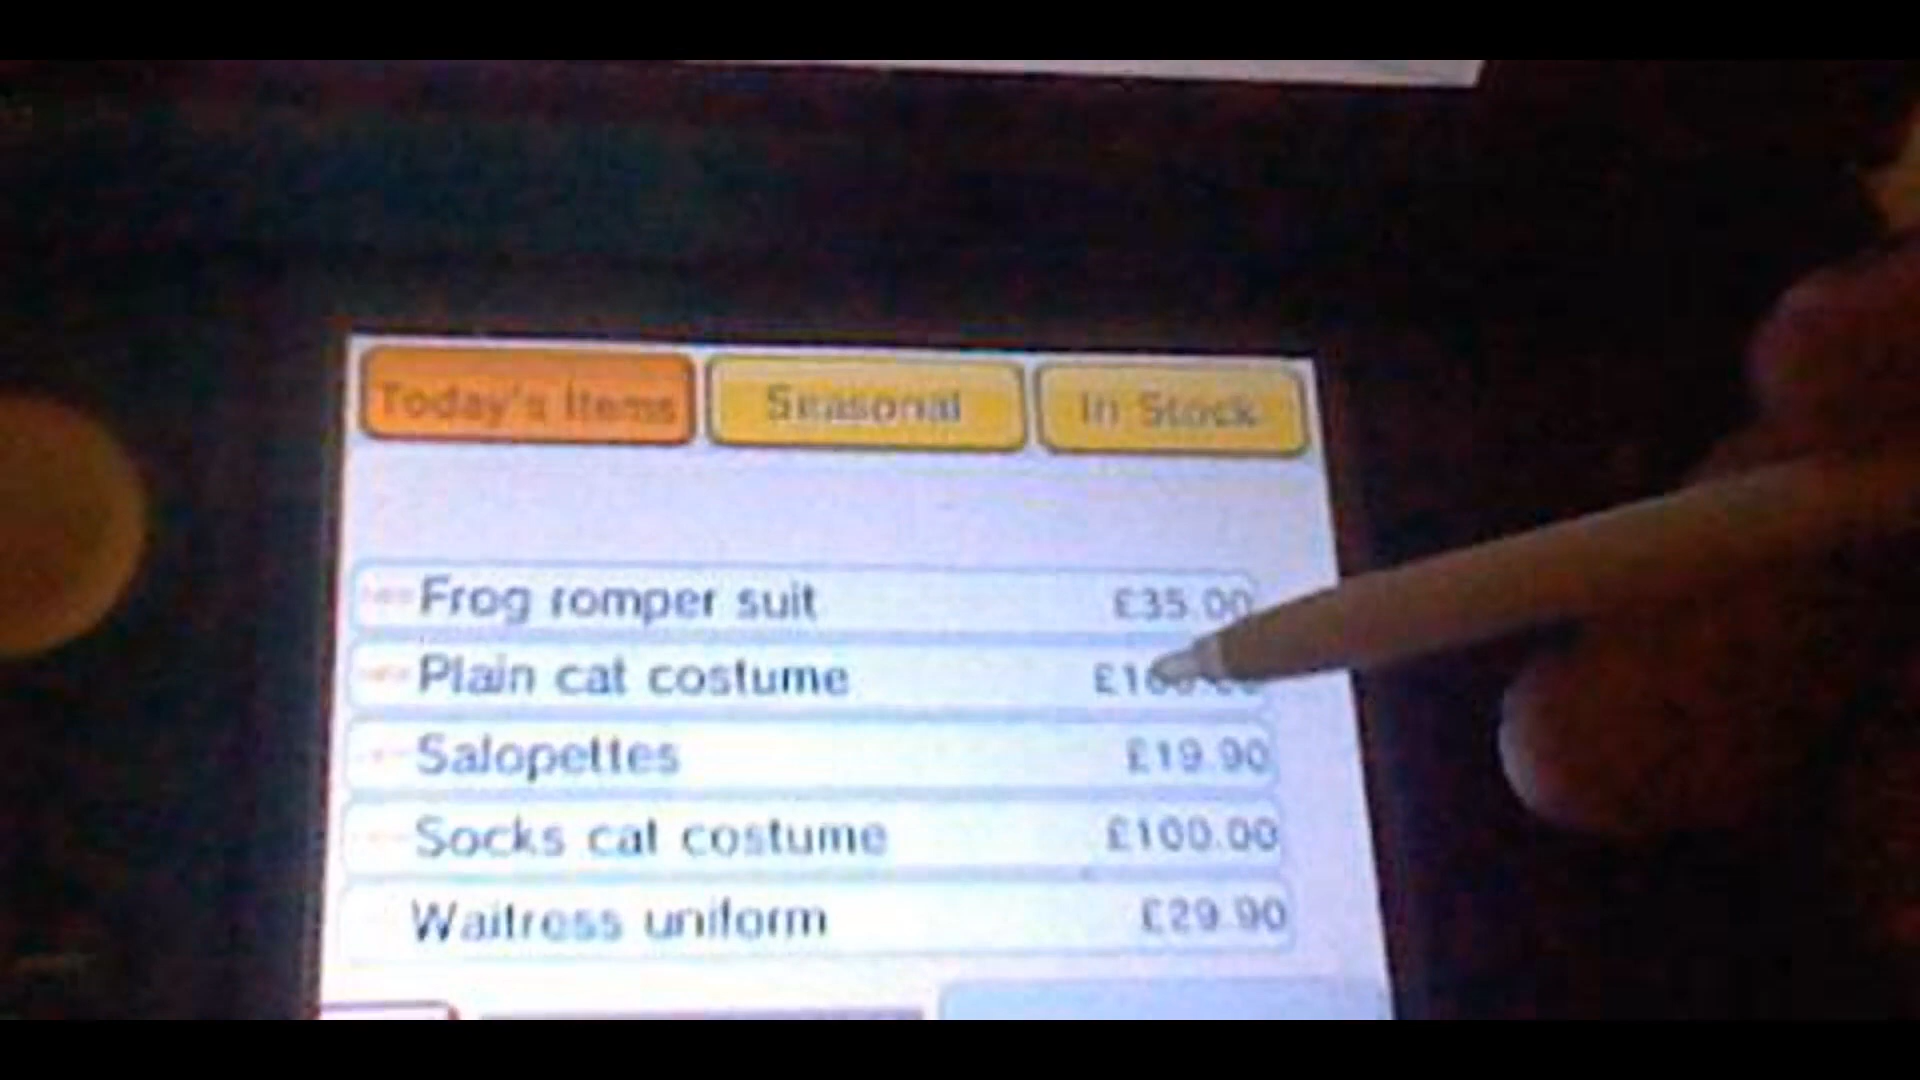 Today's Items Seasonal In Stock
Frog romper suit £35.00
Plain cat costume
Salopettes £19.90
Socks cat costume £100.00
Waitress uniform £29.90